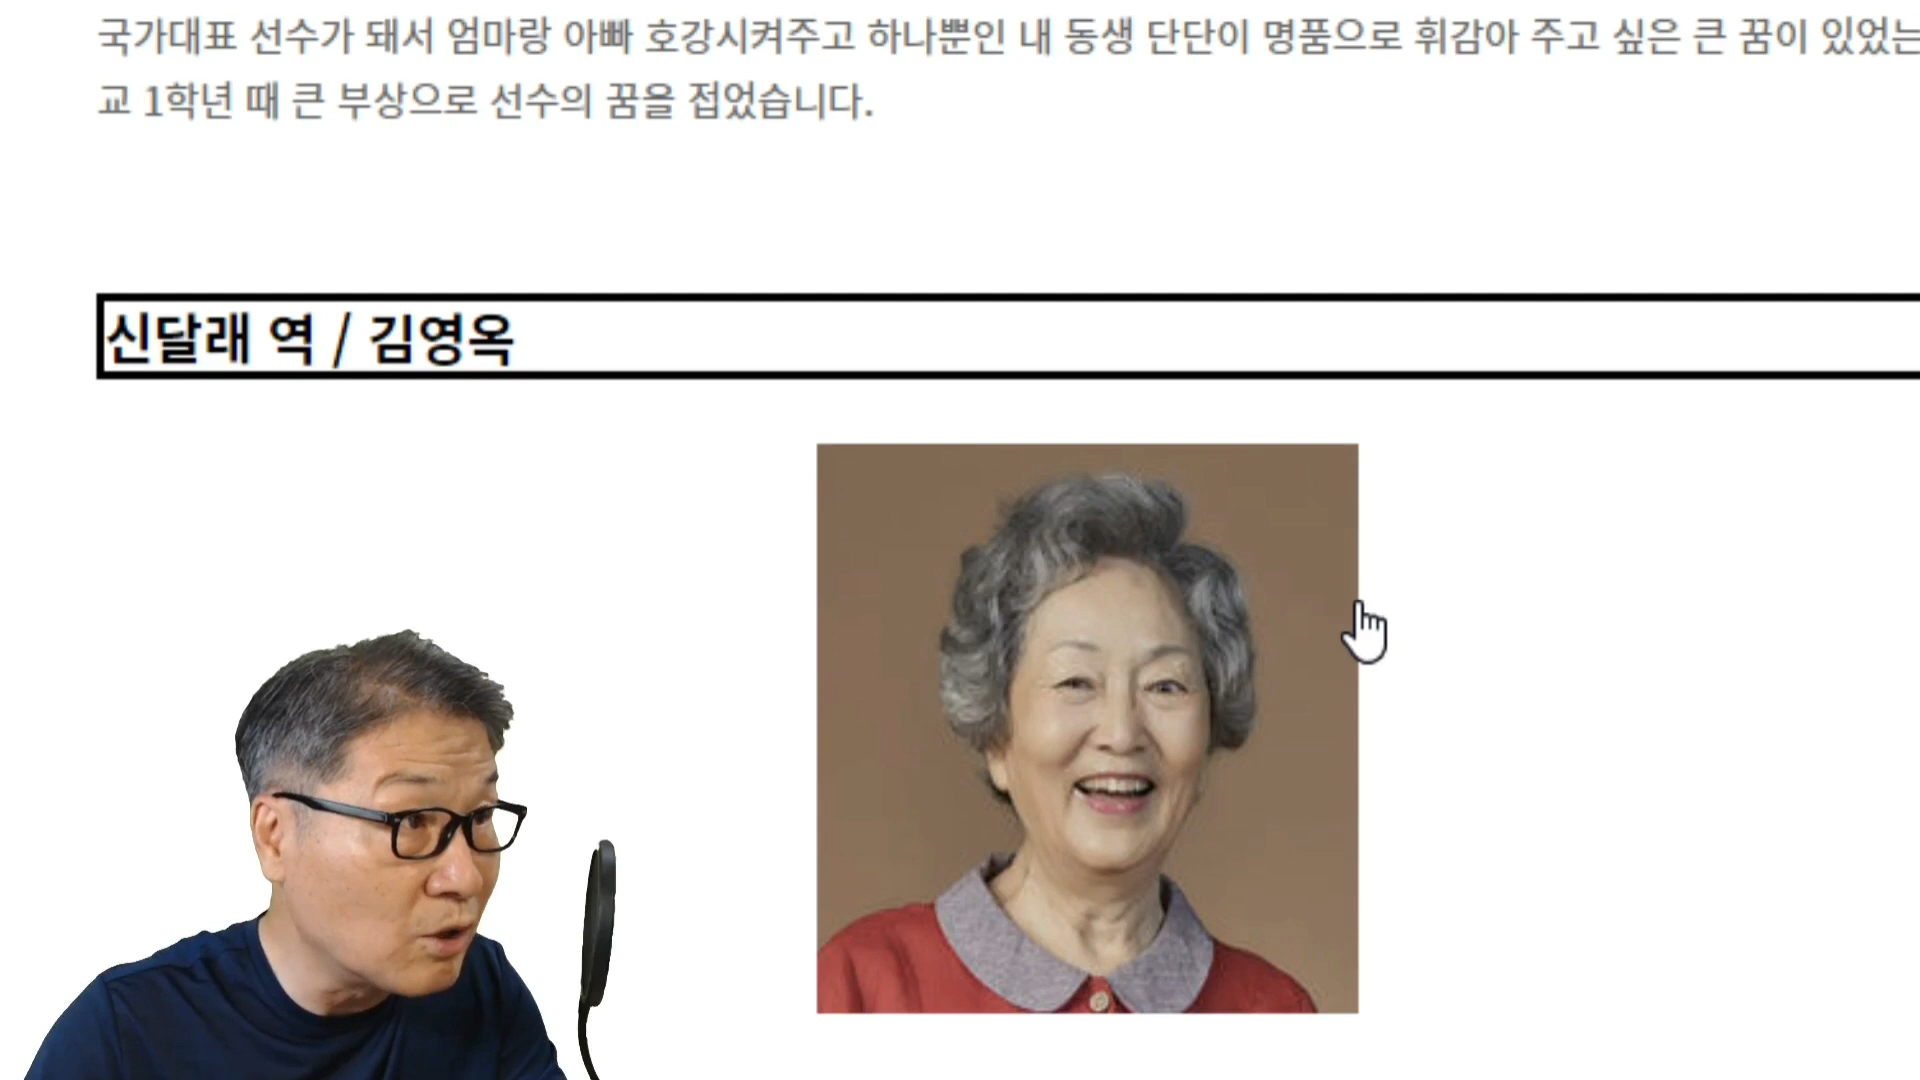 국가대표 선수가 돼서 엄마랑 아빠 호강시켜주고 하나뿐인 내 동생 단단이 명품으로 휘감아 주고 싶은 큰 꿈이 있었는
교 1학년 때 큰 부상으로 선수의 꿈을 접었습니다.
신달래 역 / 김영옥